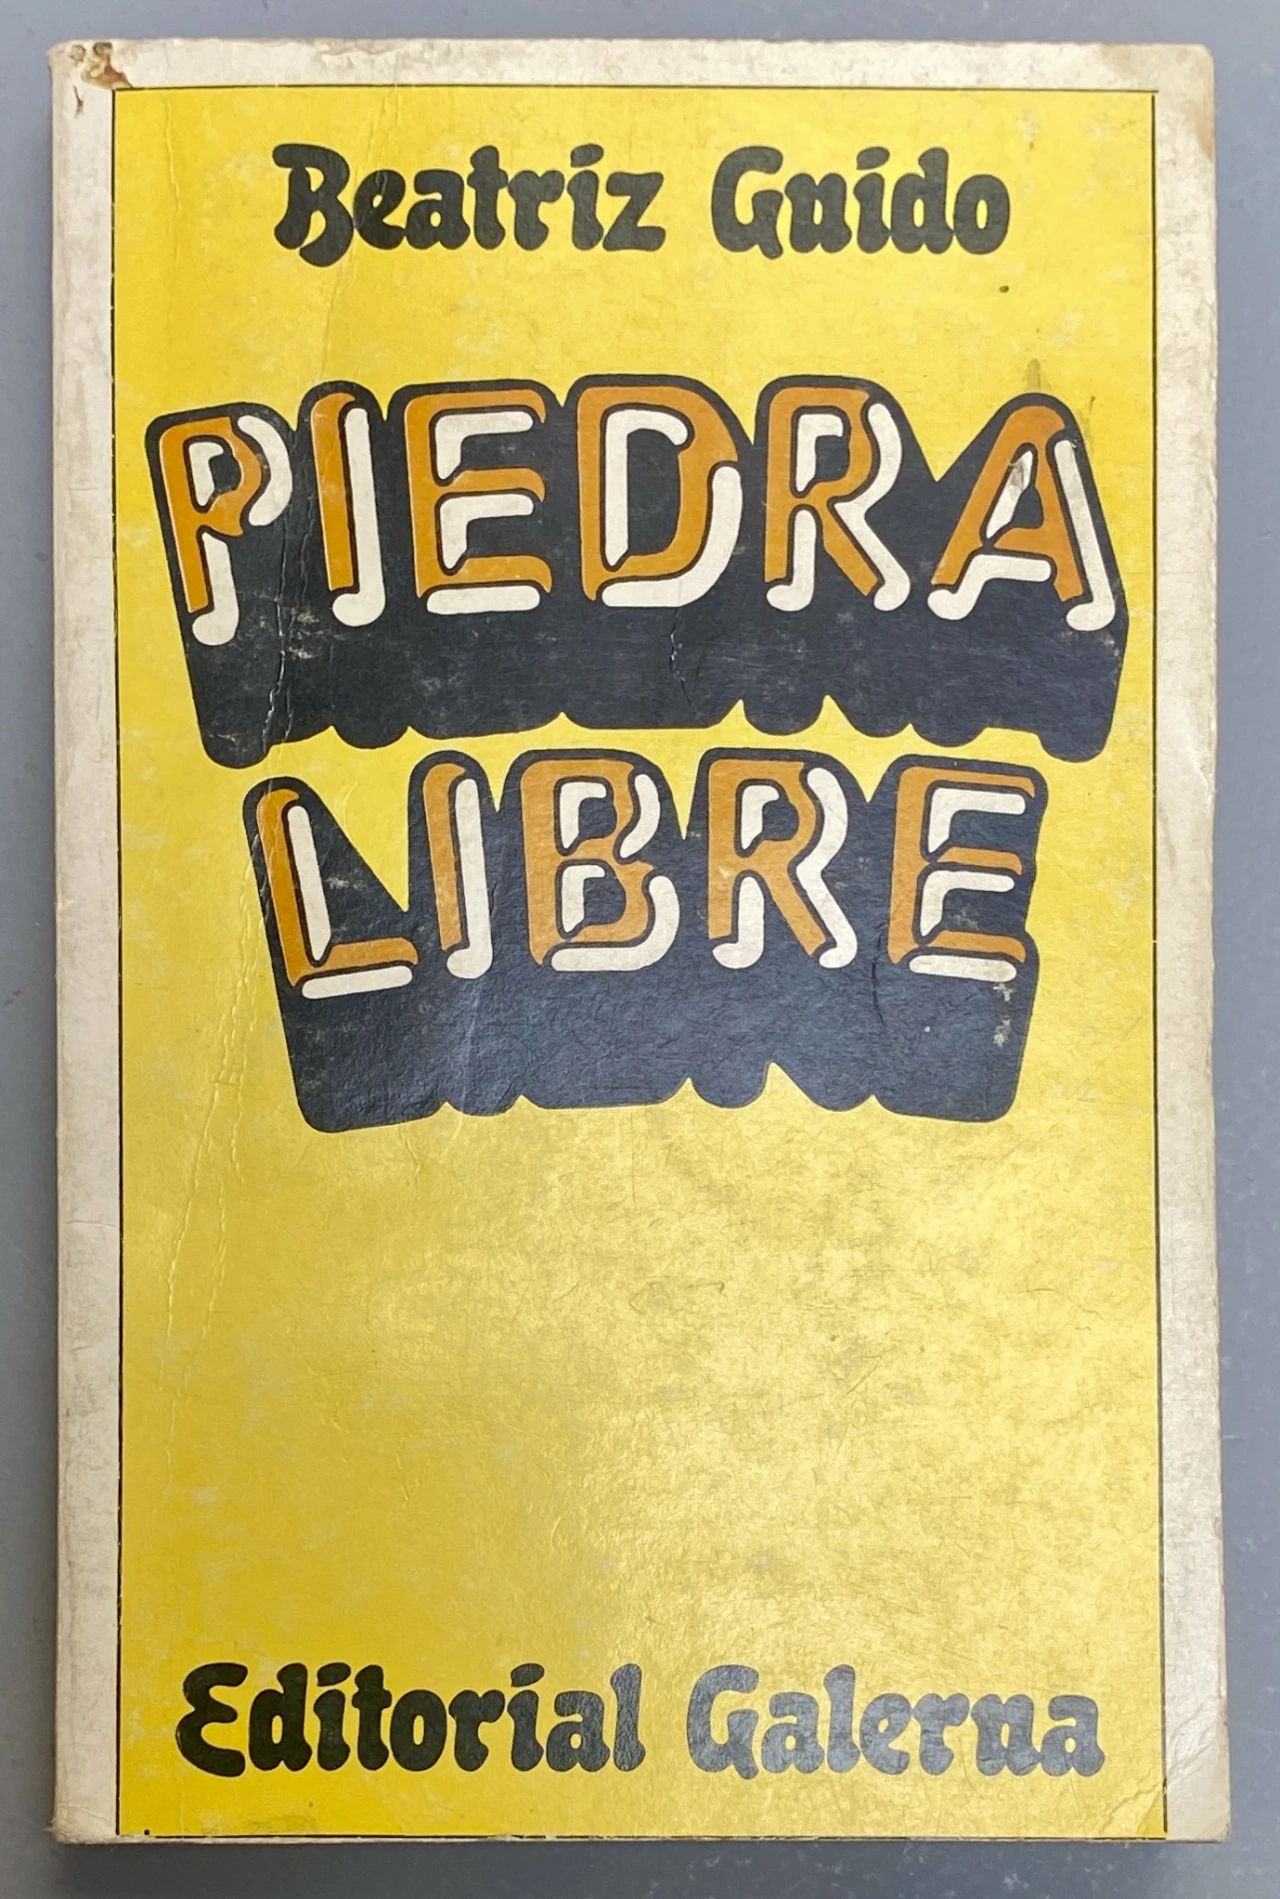 Beatriz Guido
PIEDRA
LIBRE
Editorial Galerna